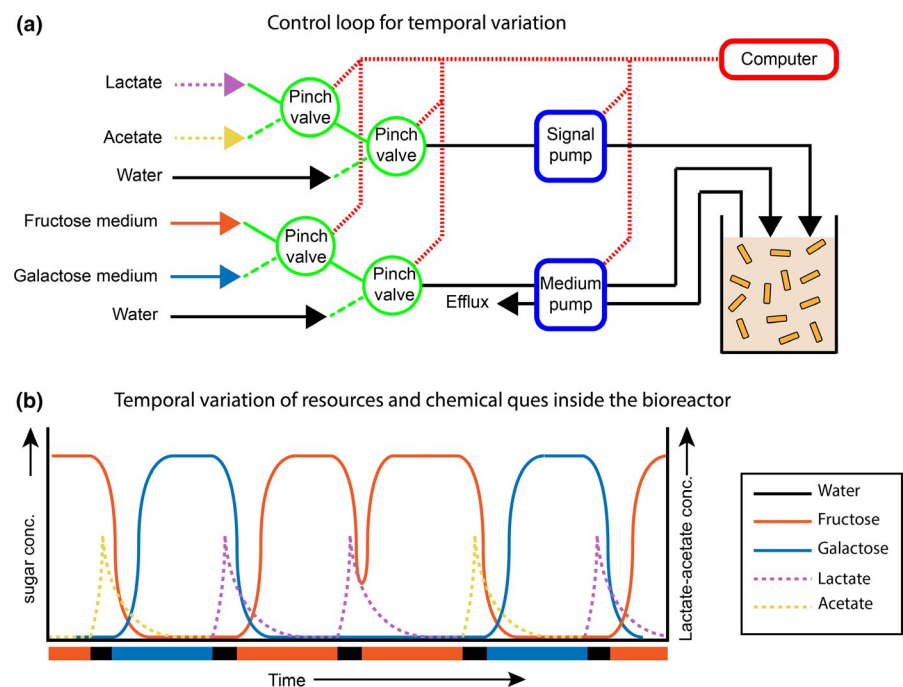 (a)
Control loop for temporal variation
Computer
Lactate
Pinch
valve
Acetate
Pinch
valve
Signal
pump
Water
Fructose medium
Pinch
valve
Galactose medium
Pinch
valve
Medium
pump
Efflux
Water
(b)
Temporal variation of resources and chemical ques inside the bioreactor
sugar conc.
Lactate-acetate conc.
Water
Fructose
Galactose
Lactate
Acetate
Time